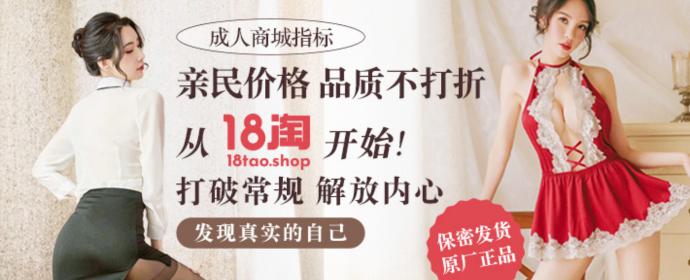 成人商城指标
亲民价格 品质不打折
从 18淘 开始!
18tao.shop
打破常规 解放内心
发现真实的自己
保密发货
原厂正品